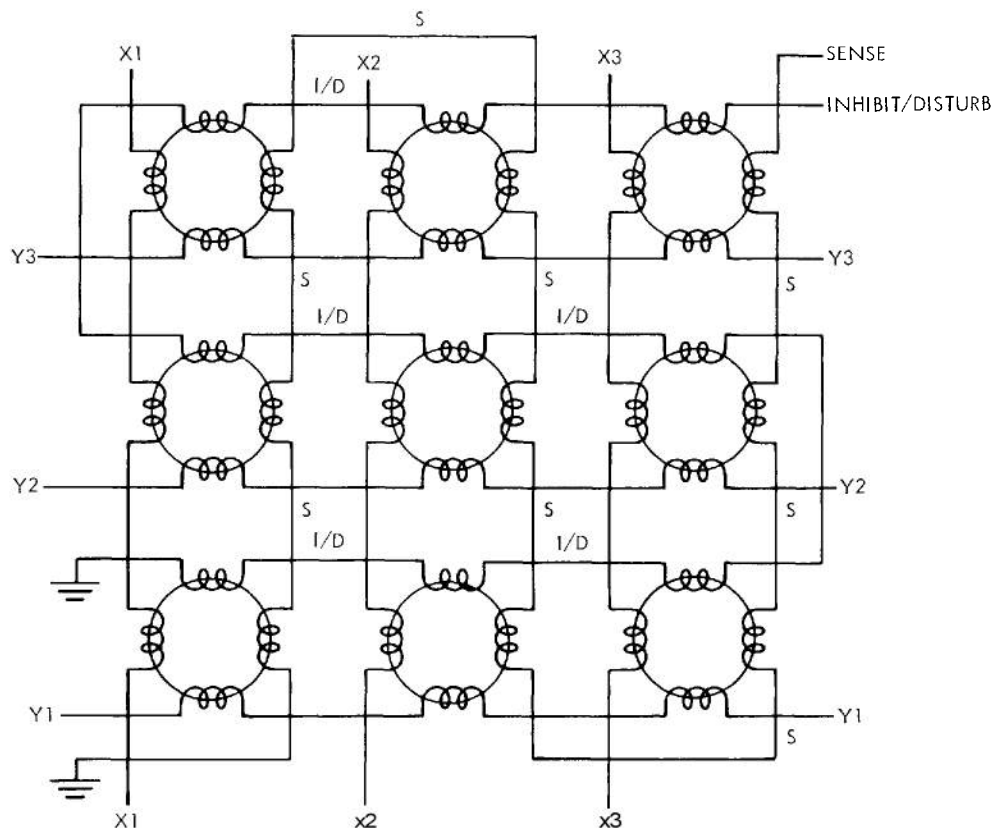 S
X1
X2
X3
SENSE
I/D
INHIBIT/DISTURB
Y3
Y3
S
S
S
I/D
I/D
Y2
Y2
S
S
S
I/D
I/D
Y1
Y1
S
X1
x2
x3